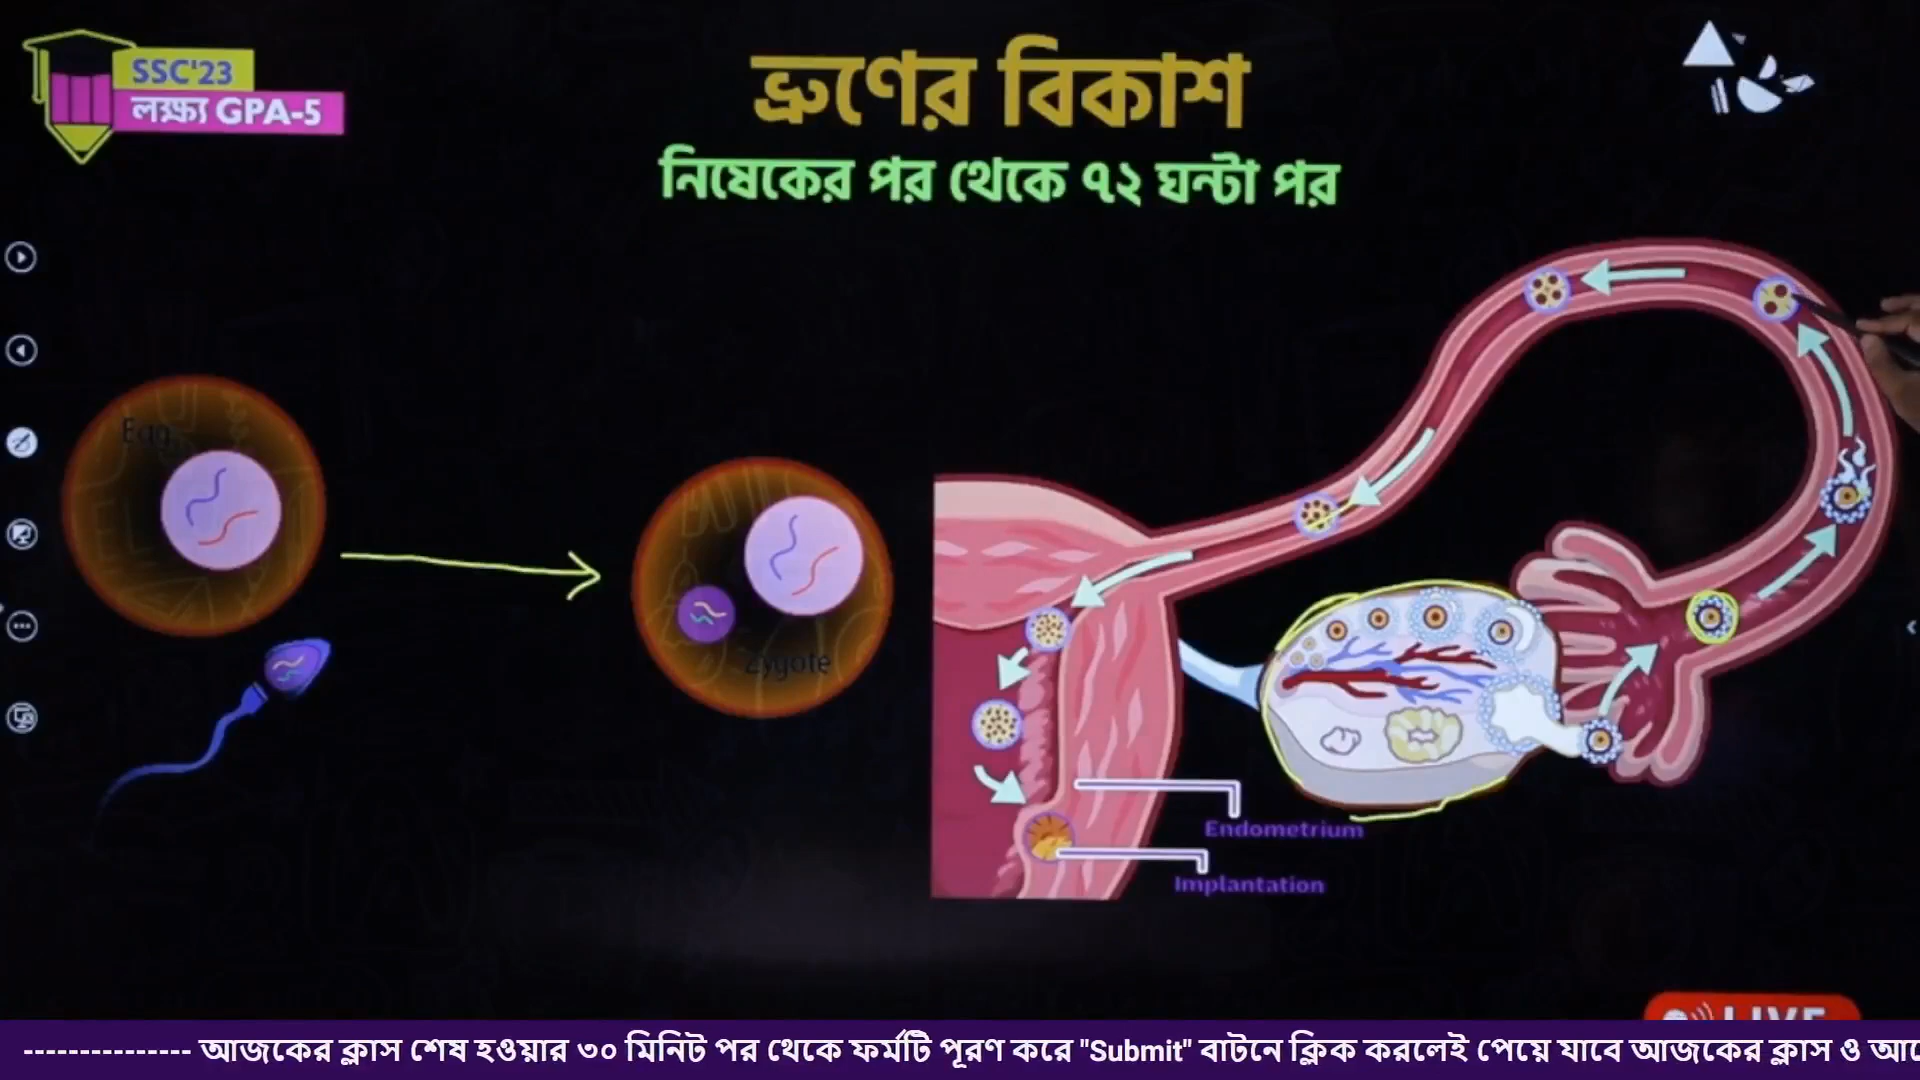 SSC'23
লক্ষ্য GPA-5
ভ্রুণের বিকাশ
নিষেকের পর থেকে ৭২ ঘন্টা পর
Egg
Zygote
Endometrium
Implantation
LIVE
--------------- আজকের ক্লাস শেষ হওয়ার ৩০ মিনিট পর থেকে ফর্মটি পূরণ করে "Submit" বাটনে ক্লিক করলেই পেয়ে যাবে আজকের ক্লাস ও